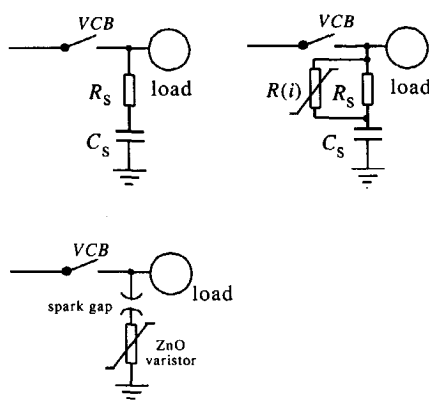 VCB
R_S
load
C_S
VCB
R(i)
R_S
load
C_S
VCB
load
spark gap
ZnO
varistor